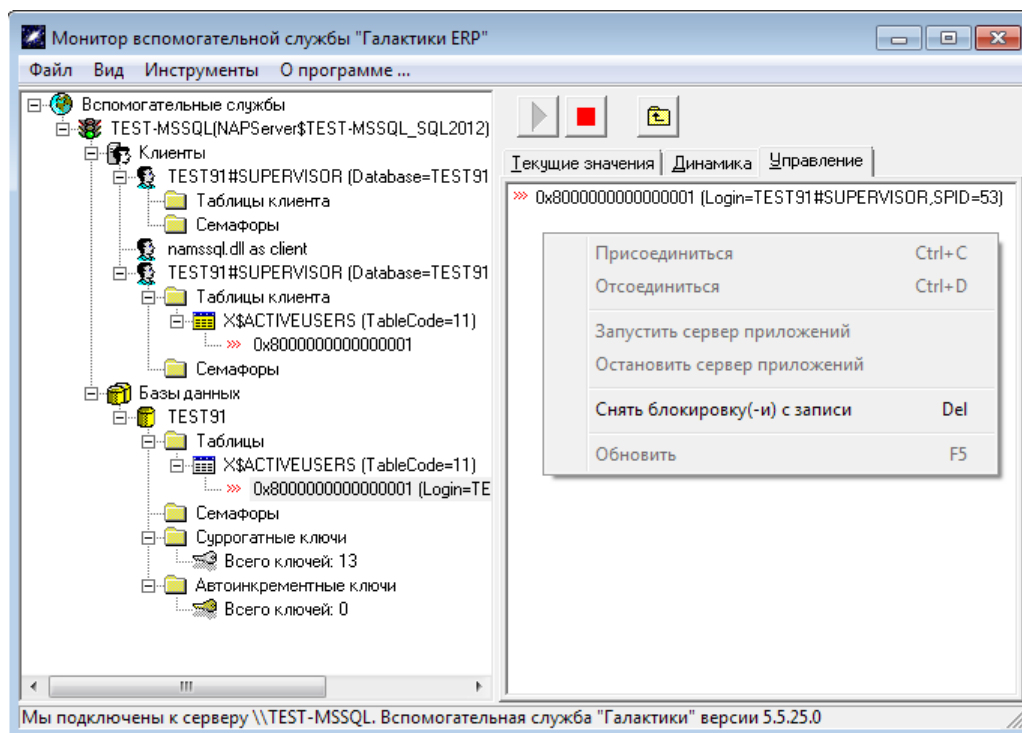 Монитор вспомогательной службы "Галактики ERP"
Файл Вид Инструменты О программе ...
Вспомогательные службы
TEST-MSSQL(NAPServer$TEST-MSSQL_SQL2012)
Клиенты
TEST91#SUPERVISOR (Database=TEST91
Таблицы клиента
Семафоры
namssql.dll as client
TEST91#SUPERVISOR (Database=TEST91
Таблицы клиента
X$ACTIVEUSERS (TableCode=11)
0x8000000000000001
Семафоры
Базы данных
TEST91
Таблицы
X$ACTIVEUSERS (TableCode=11)
0x8000000000000001 (Login=TE
Семафоры
Суррогатные ключи
Всего ключей: 13
Автоинкрементные ключи
Всего ключей: 0
Текущие значения Динамика Управление
0x8000000000000001 (Login=TEST91#SUPERVISOR,SPID=53)
Присоединиться Ctrl+C
Отсоединиться Ctrl+D
Запустить сервер приложений
Остановить сервер приложений
Снять блокировку(-и) с записи Del
Обновить F5
Мы подключены к серверу \\TEST-MSSQL. Вспомогательная служба "Галактики" версии 5.5.25.0